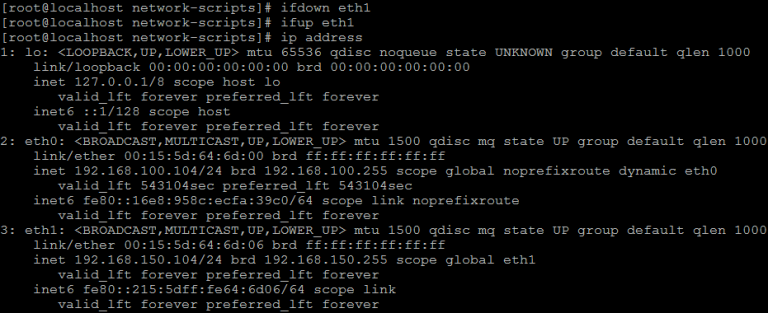 [root@localhost network-scripts]# ifdown eth1
[root@localhost network-scripts]# ifup eth1
[root@localhost network-scripts]# ip address
1: lo: <LOOPBACK,UP,LOWER_UP> mtu 65536 qdisc noqueue state UNKNOWN group default qlen 1000
    link/loopback 00:00:00:00:00:00 brd 00:00:00:00:00:00
    inet 127.0.0.1/8 scope host lo
       valid_lft forever preferred_lft forever
    inet6 ::1/128 scope host
       valid_lft forever preferred_lft forever
2: eth0: <BROADCAST,MULTICAST,UP,LOWER_UP> mtu 1500 qdisc mq state UP group default qlen 1000
    link/ether 00:15:5d:64:6d:00 brd ff:ff:ff:ff:ff:ff
    inet 192.168.100.104/24 brd 192.168.100.255 scope global noprefixroute dynamic eth0
       valid_lft 543104sec preferred_lft 543104sec
    inet6 fe80::16e8:958c:ecfa:39c0/64 scope link noprefixroute
       valid_lft forever preferred_lft forever
3: eth1: <BROADCAST,MULTICAST,UP,LOWER_UP> mtu 1500 qdisc mq state UP group default qlen 1000
    link/ether 00:15:5d:64:6d:06 brd ff:ff:ff:ff:ff:ff
    inet 192.168.150.104/24 brd 192.168.150.255 scope global eth1
       valid_lft forever preferred_lft forever
    inet6 fe80::215:5dff:fe64:6d06/64 scope link
       valid_lft forever preferred_lft forever